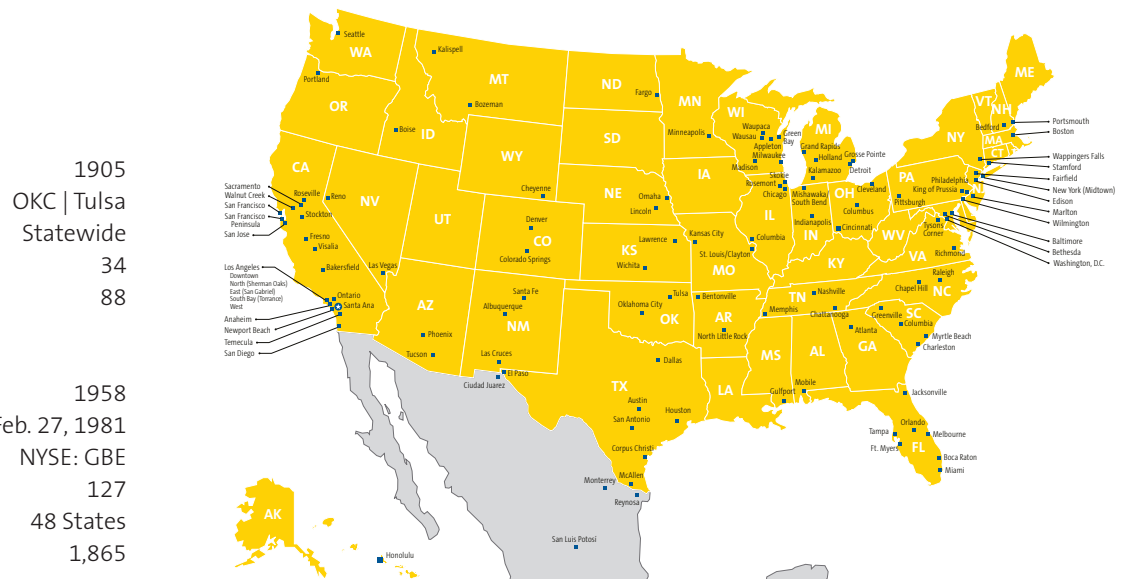 1905
OKC | Tulsa
Statewide
34
88
1958
Feb. 27, 1981
NYSE: GBE
127
48 States
1,865
Seattle
WA
Portland
OR
Kalispell
MT
Bozeman
Boise
ID
WY
Cheyenne
ND
Fargo
SD
NE
Omaha
Lincoln
MN
Minneapolis
WI
Waupaca
Wausau
Appleton
Green
Bay
Milwaukee
Madison
MI
Grand Rapids
Holland
Kalamazoo
Grosse Pointe
Detroit
Skokie
Rosemont
Chicago
Mishawaka/
South Bend
IA
IL
IN
Indianapolis
OH
Cleveland
Columbus
Cincinnati
PA
Philadelphia
King of Prussia
Pittsburgh
NY
VT
NH
ME
Bedford
MA
CT
NJ
Portsmouth
Boston
Wappingers Falls
Stamford
Fairfield
New York (Midtown)
Edison
Marlton
Wilmington
Baltimore
Bethesda
Washington, D.C.
Tysons
Corner
WV
VA
Richmond
CA
Sacramento
Walnut Creek
San Francisco
San Francisco
Peninsula
San Jose
Roseville
Stockton
Fresno
Visalia
Bakersfield
Reno
NV
Las Vegas
UT
Los Angeles
Downtown
North (Sherman Oaks)
East (San Gabriel)
South Bay (Torrance)
West
Ontario
Santa Ana
Anaheim
Newport Beach
Temecula
San Diego
Denver
CO
Colorado Springs
KS
Lawrence
Wichita
Kansas City
MO
Columbia
St. Louis/Clayton
KY
AZ
Phoenix
Tucson
NM
Santa Fe
Albuquerque
Las Cruces
El Paso
Ciudad Juarez
OK
Tulsa
Oklahoma City
AR
Bentonville
North Little Rock
TN
Nashville
Memphis
Chattanooga
NC
Raleigh
Chapel Hill
SC
Greenville
Columbia
Myrtle Beach
Charleston
GA
Atlanta
AL
Mobile
MS
Gulfport
LA
TX
Dallas
Austin
San Antonio
Houston
Corpus Christi
McAllen
Reynosa
Monterrey
San Luis Potosí
FL
Jacksonville
Orlando
Tampa
Melbourne
Ft. Myers
Boca Raton
Miami
AK
Honolulu